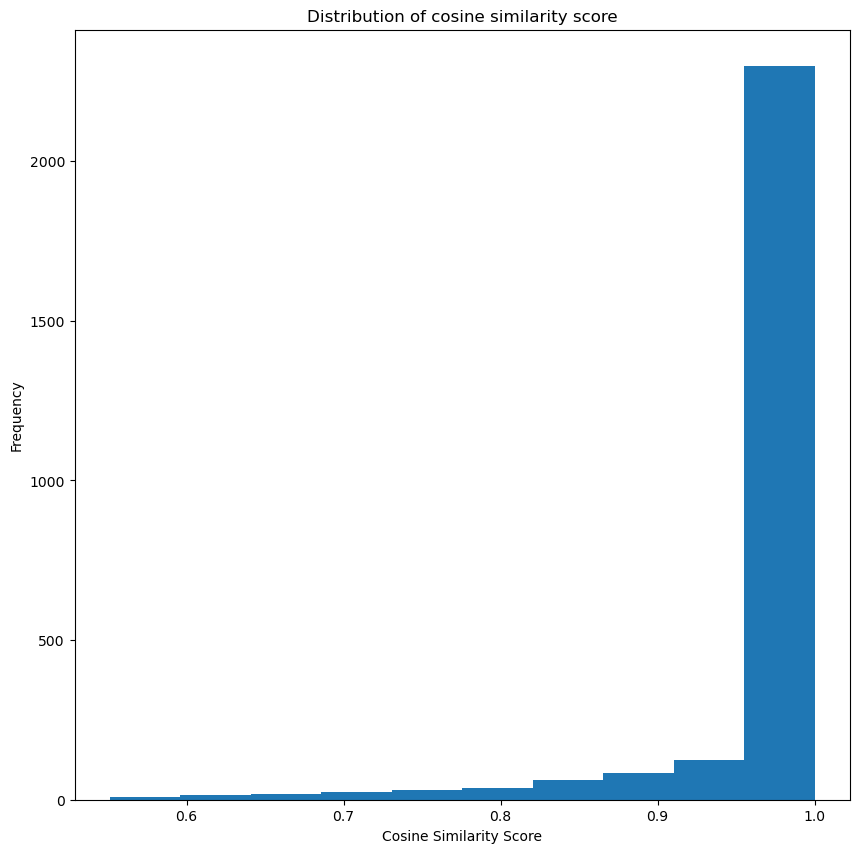 Distribution of cosine similarity score
2000
1500
1000
500
0
Frequency
0.6 0.7 0.8 0.9 1.0
Cosine Similarity Score